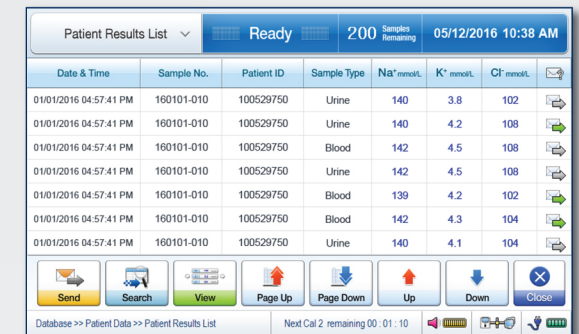 Patient Results List Ready 200 Samples Remaining 05/12/2016 10:38 AM
Date & Time Sample No. Patient ID Sample Type Na⁺ mmol/L K⁺ mmol/L Cl⁻ mmol/L
01/01/2016 04:57:41 PM 160101-010 100529750 Urine 140 3.8 102
01/01/2016 04:57:41 PM 160101-010 100529750 Urine 140 4.2 108
01/01/2016 04:57:41 PM 160101-010 100529750 Blood 142 4.5 108
01/01/2016 04:57:41 PM 160101-010 100529750 Urine 142 4.5 108
01/01/2016 04:57:41 PM 160101-010 100529750 Blood 139 4.2 102
01/01/2016 04:57:41 PM 160101-010 100529750 Blood 142 4.3 104
01/01/2016 04:57:41 PM 160101-010 100529750 Urine 140 4.1 104
Send Search View Page Up Page Down Up Down Close
Database >> Patient Data >> Patient Results List Next Cal 2 remaining 00 : 01 : 10